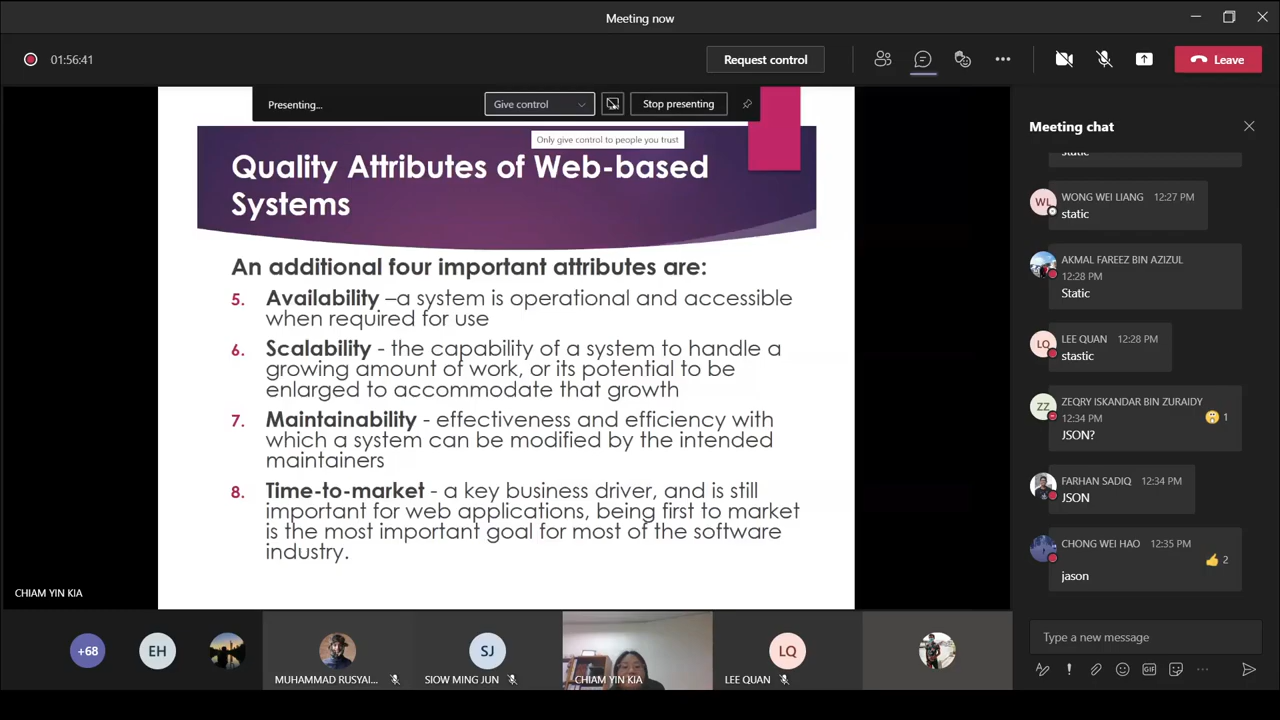 Meeting now
01:56:41
Request control
Leave
Presenting...
Give control
Stop presenting
Only give control to people you trust
Quality Attributes of Web-based
Systems
An additional four important attributes are:
5. Availability –a system is operational and accessible
when required for use
6. Scalability - the capability of a system to handle a
growing amount of work, or its potential to be
enlarged to accommodate that growth
7. Maintainability - effectiveness and efficiency with
which a system can be modified by the intended
maintainers
8. Time-to-market - a key business driver, and is still
important for web applications, being first to market
is the most important goal for most of the software
industry.
CHIAM YIN KIA
+68
EH
MUHAMMAD RUSYAI...
SJ
SIOW MING JUN
CHIAM YIN KIA
LQ
LEE QUAN
Meeting chat
static
WL
WONG WEI LIANG 12:27 PM
static
AKMAL FAREEZ BIN AZIZUL
12:28 PM
Static
LQ
LEE QUAN 12:28 PM
stastic
ZZ
ZEQRY ISKANDAR BIN ZURAIDY
12:34 PM
1
JSON?
FARHAN SADIQ 12:34 PM
JSON
CHONG WEI HAO 12:35 PM
2
jason
Type a new message
GIF